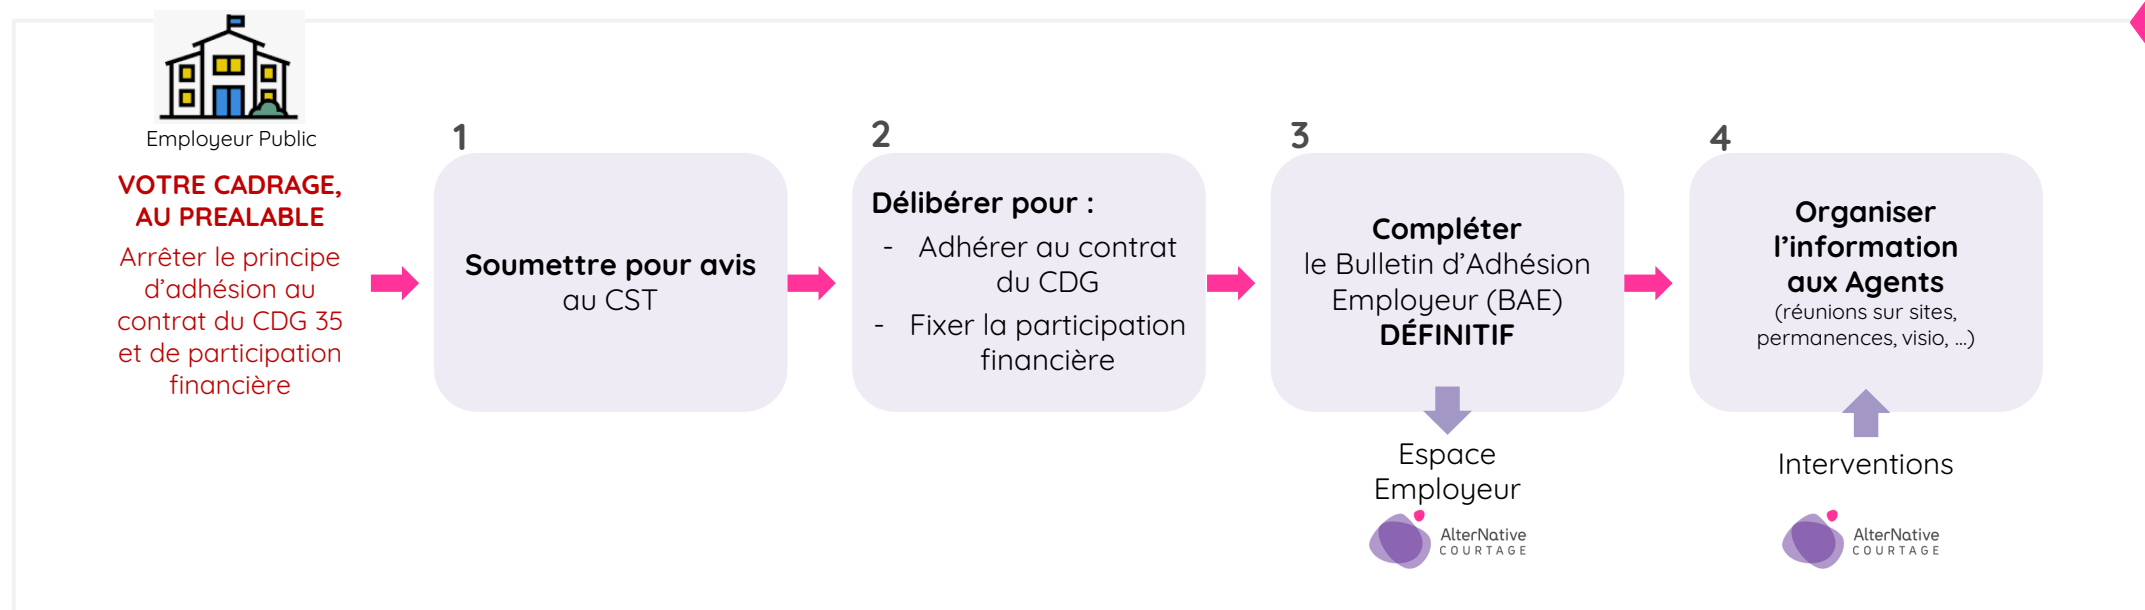 Employeur Public
VOTRE CADRAGE,
AU PREALABLE
Arrêter le principe
d'adhésion au
contrat du CDG 35
et de participation
financière
1
Soumettre pour avis
au CST
2
Délibérer pour :
- Adhérer au contrat
du CDG
- Fixer la participation
financière
3
Compléter
le Bulletin d'Adhésion
Employeur (BAE)
DÉFINITIF
Espace
Employeur
AlterNative
COURTAGE
4
Organiser
l'information
aux Agents
(réunions sur sites,
permanences, visio, ...)
Interventions
AlterNative
COURTAGE